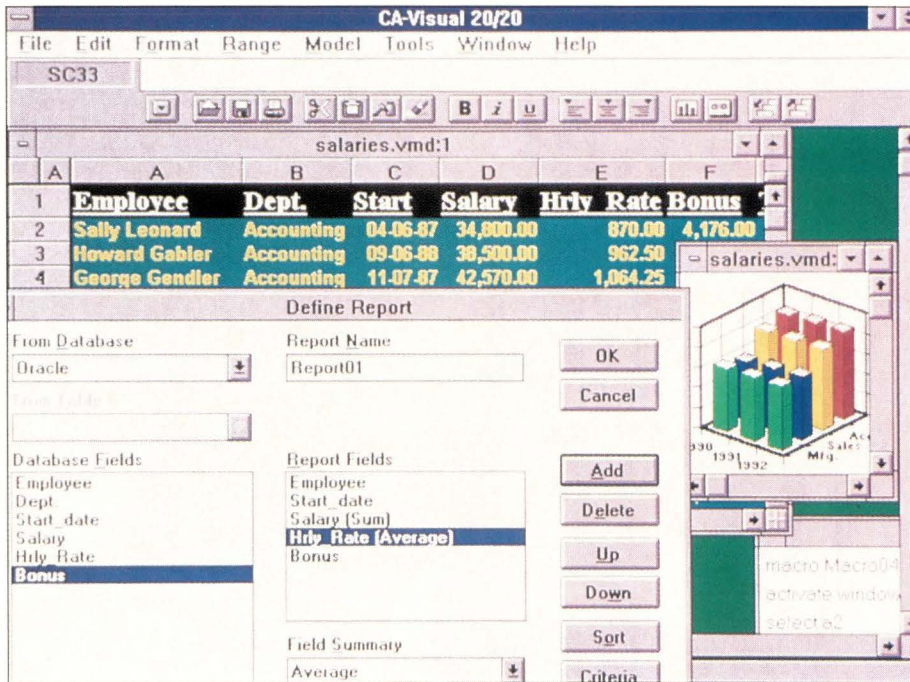 CA-Visual 20/20
File Edit Format Range Model Tools Window Help
SC33
B i u
salaries.vmd:1
A A B C D E F
1 Employee Dept. Start Salary Hrly Rate Bonus
2 Sally Leonard Accounting 04-06-87 34,800.00 870.00 4,176.00
3 Howard Gabler Accounting 09-06-88 38,500.00 962.50
4 George Gendler Accounting 11-07-87 42,570.00 1,064.25
salaries.vmd:
1991
1992
Mfg.
Sales
Define Report
From Database
Oracle
From Table
Report Name
Report01
OK
Cancel
Database Fields
Employee
Dept.
Start_date
Salary
Hrly_Rate
Bonus
Report Fields
Employee
Start_date
Salary (Sum)
Hrly_Rate (Average)
Bonus
Field Summary
Average
Add
Delete
Up
Down
Sort
Criteria
macro Macro04
activate window
select a2